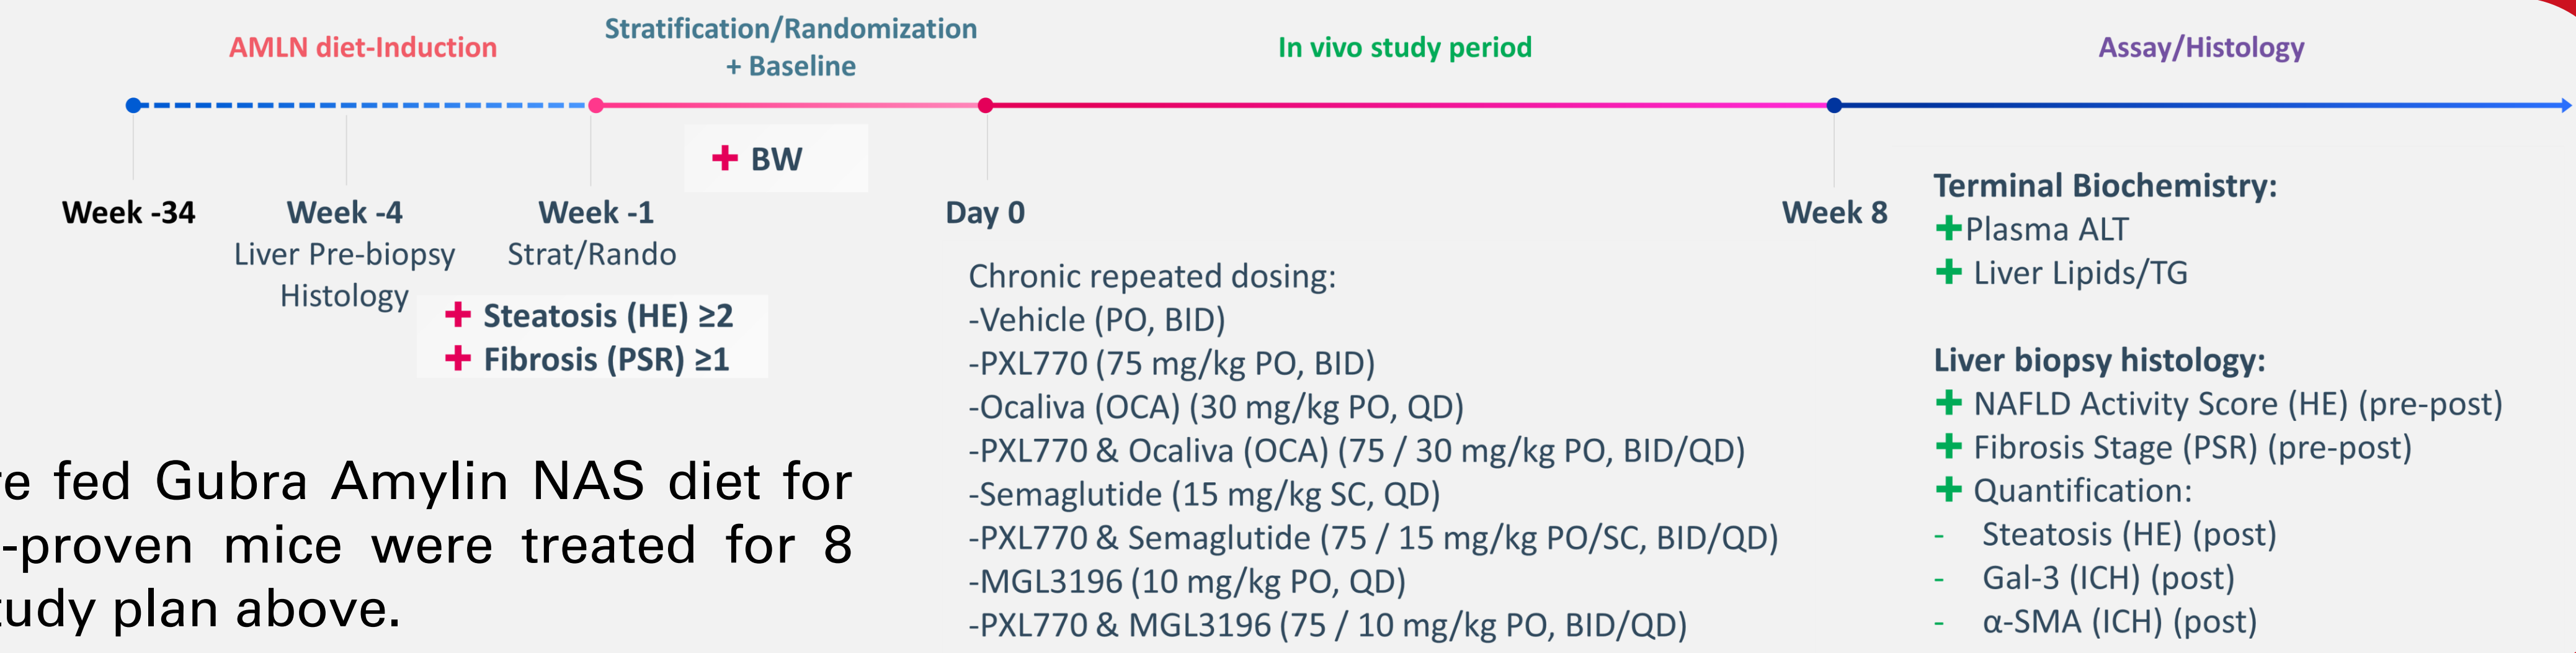 AMLN diet-Induction
Stratification/Randomization
+ Baseline
In vivo study period
Assay/Histology
+ BW
Week -34
Week -4
Liver Pre-biopsy
Histology
Week -1
Strat/Rando
+ Steatosis (HE) ≥2
+ Fibrosis (PSR) ≥1
Day 0
Week 8
Chronic repeated dosing:
-Vehicle (PO, BID)
-PXL770 (75 mg/kg PO, BID)
-Ocaliva (OCA) (30 mg/kg PO, QD)
-PXL770 & Ocaliva (OCA) (75 / 30 mg/kg PO, BID/QD)
-Semaglutide (15 mg/kg SC, QD)
-PXL770 & Semaglutide (75 / 15 mg/kg PO/SC, BID/QD)
-MGL3196 (10 mg/kg PO, QD)
-PXL770 & MGL3196 (75 / 10 mg/kg PO, BID/QD)
Terminal Biochemistry:
+Plasma ALT
+ Liver Lipids/TG
Liver biopsy histology:
+ NAFLD Activity Score (HE) (pre-post)
+ Fibrosis Stage (PSR) (pre-post)
+ Quantification:
- Steatosis (HE) (post)
- Gal-3 (ICH) (post)
- α-SMA (ICH) (post)
fed Gubra Amylin NAS diet for
-proven mice were treated for 8
plan above.